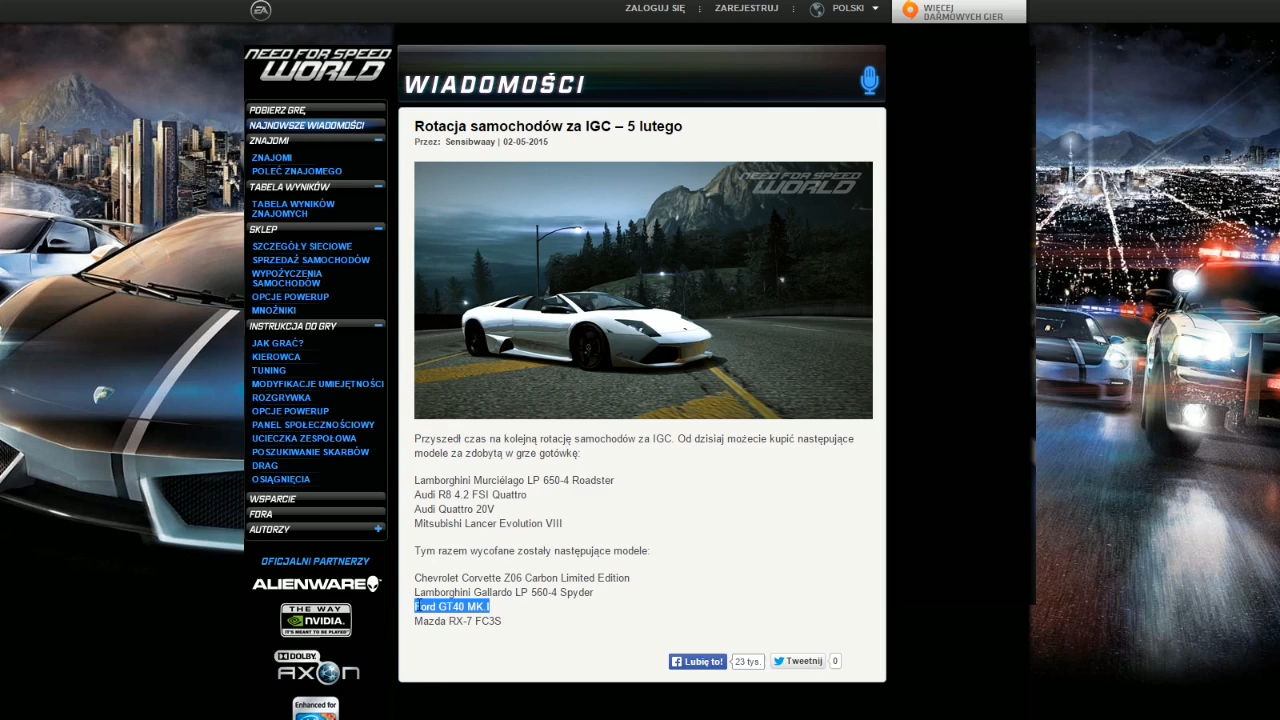 EA
ZALOGUJ SIĘ
ZAREJESTRUJ
POLSKI
WIĘCEJ
DARMOWYCH GIER
NEED FOR SPEED
WORLD
POBIERZ GRĘ
NAJNOWSZE WIADOMOŚCI
ZNAJOMI
ZNAJOMI
POLEĆ ZNAJOMEGO
TABELA WYNIKÓW
TABELA WYNIKÓW
ZNAJOMYCH
SKLEP
SZCZEGÓŁY SIECIOWE
SPRZEDAŻ SAMOCHODÓW
WYPOŻYCZENIA
SAMOCHODÓW
OPCJE POWERUP
MNOŻNIKI
INSTRUKCJA DO GRY
JAK GRAĆ?
KIEROWCA
TUNING
MODYFIKACJE UMIEJĘTNOŚCI
ROZGRYWKA
OPCJE POWERUP
PANEL SPOŁECZNOŚCIOWY
UCIECZKA ZESPOŁOWA
POSZUKIWANIE SKARBÓW
DRAG
OSIĄGNIĘCIA
WSPARCIE
FORA
AUTORZY
OFICJALNI PARTNERZY
ALIENWARE
THE WAY
NVIDIA
IT'S MEANT TO BE PLAYED
DOLBY
AXON
Enhanced for
WIADOMOŚCI
Rotacja samochodów za IGC – 5 lutego
Przez: Sensibwaay | 02-05-2015
NEED FOR SPEED
WORLD
Przyszedł czas na kolejną rotację samochodów za IGC. Od dzisiaj możecie kupić następujące
modele za zdobytą w grze gotówkę:
Lamborghini Murciélago LP 650-4 Roadster
Audi R8 4.2 FSI Quattro
Audi Quattro 20V
Mitsubishi Lancer Evolution VIII
Tym razem wycofane zostały następujące modele:
Chevrolet Corvette Z06 Carbon Limited Edition
Lamborghini Gallardo LP 560-4 Spyder
Ford GT40 MK I
Mazda RX-7 FC3S
Lubię to!
23 tys.
Tweetnij
0